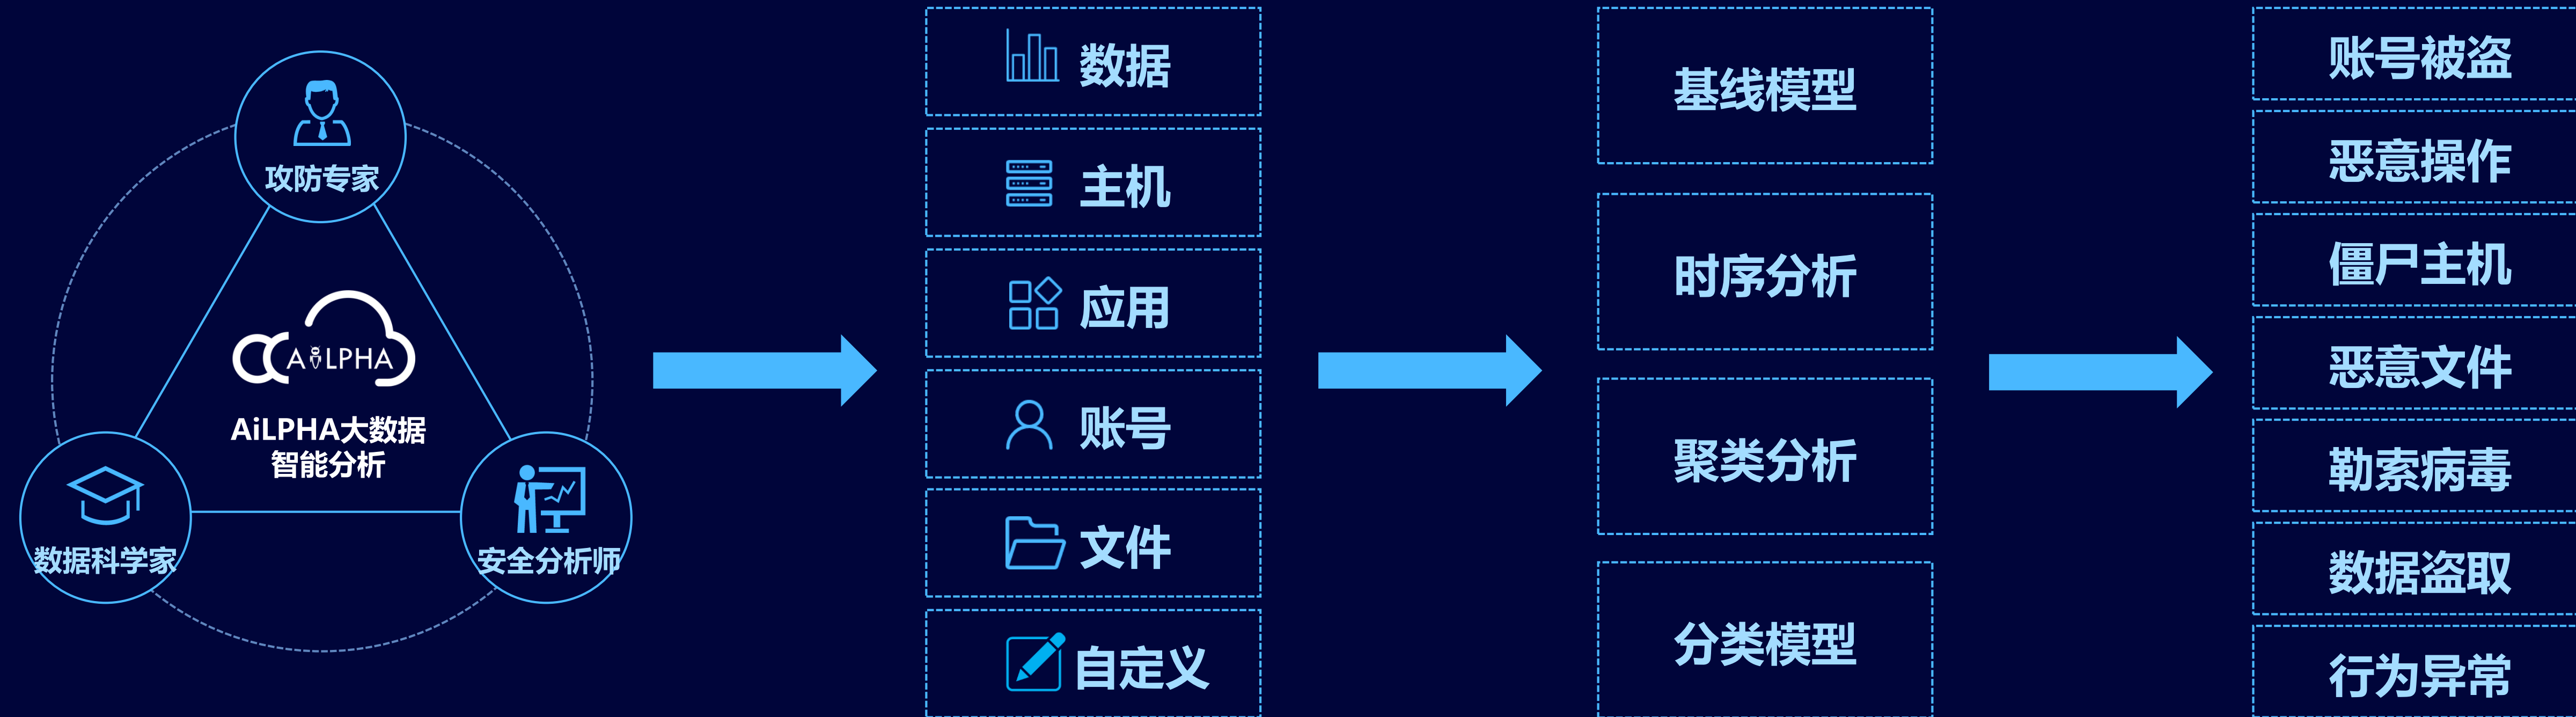 攻防专家
AiLPHA
AiLPHA大数据
智能分析
数据科学家
安全分析师
数据
主机
应用
账号
文件
自定义
基线模型
时序分析
聚类分析
分类模型
账号被盗
恶意操作
僵尸主机
恶意文件
勒索病毒
数据盗取
行为异常